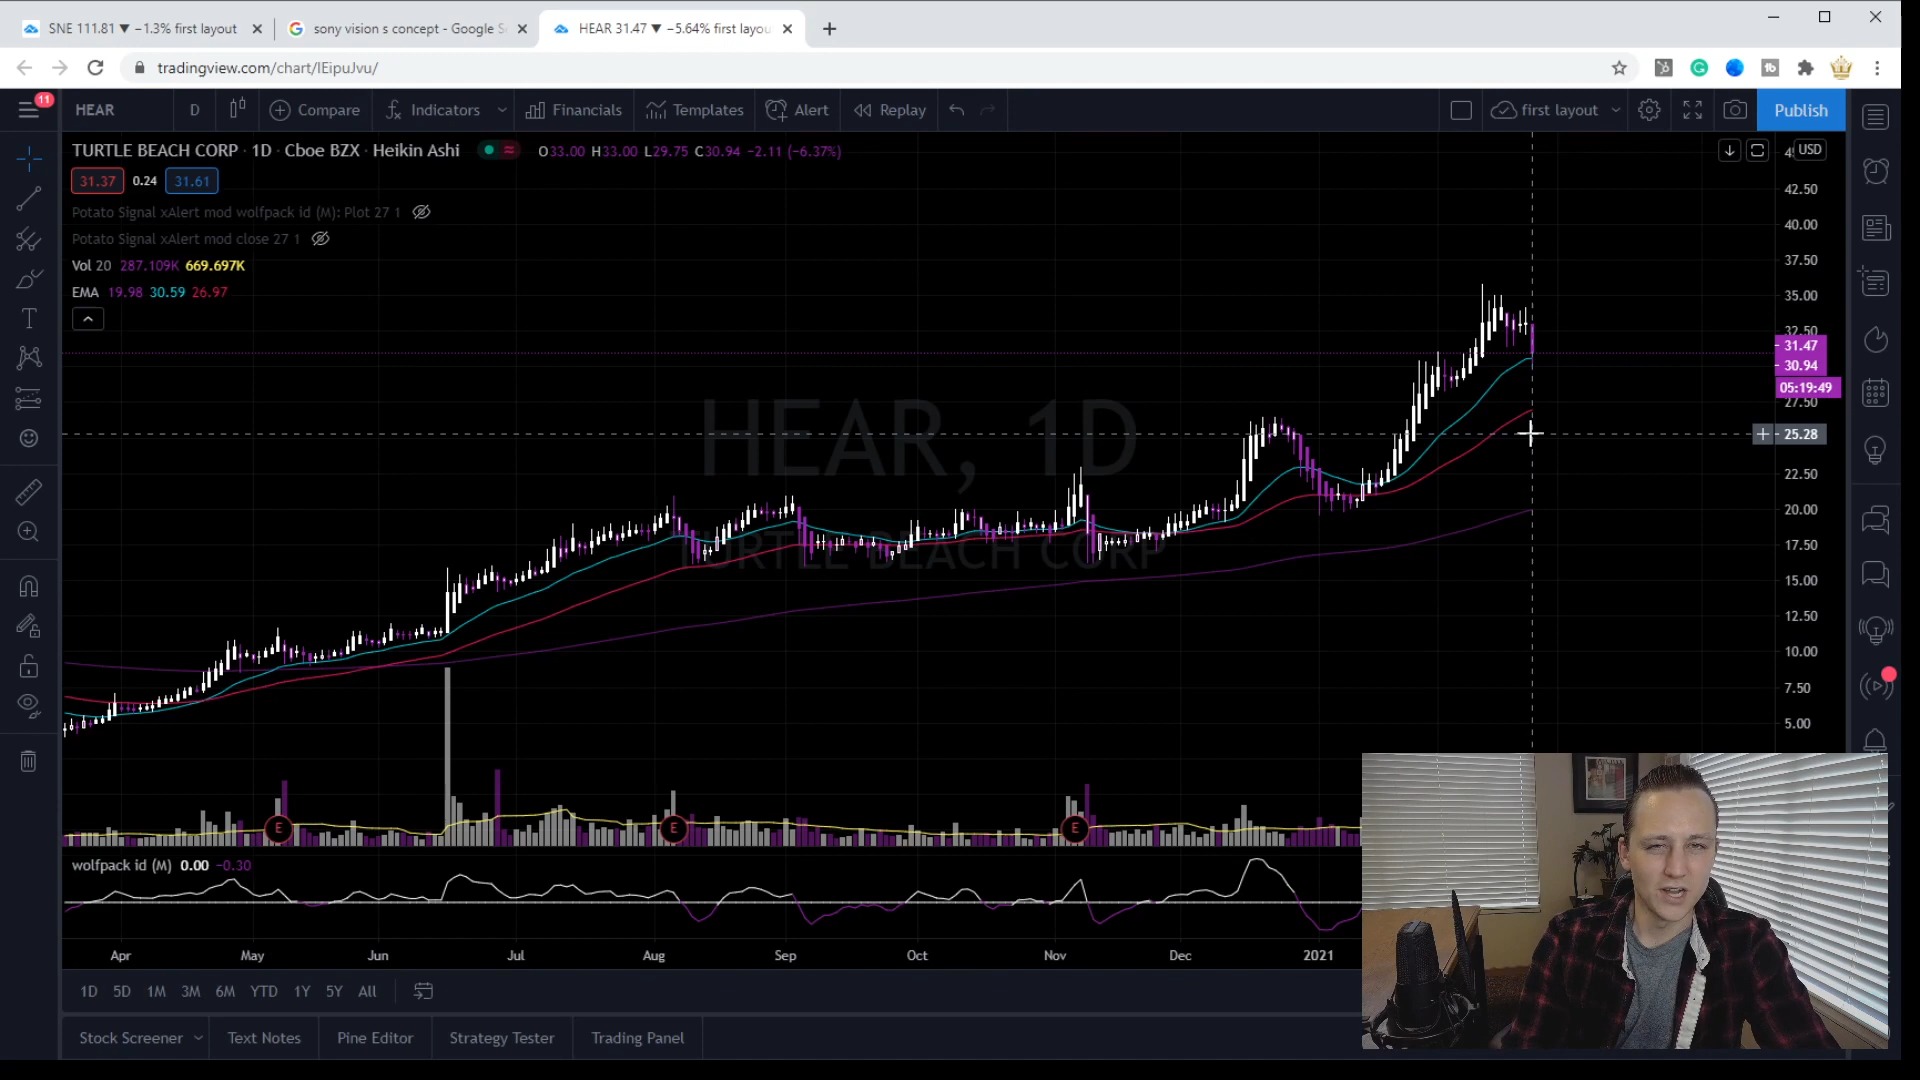 SNE 111.81 ▼ −1.3% first layout
sony vision s concept - Google S
HEAR 31.47 ▼ −5.64% first layou
tradingview.com/chart/lEipuJvu/
11
HEAR D Compare Indicators Financials Templates Alert Replay first layout Publish
TURTLE BEACH CORP · 1D · Cboe BZX · Heikin Ashi O33.00 H33.00 L29.75 C30.94 −2.11 (−6.37%)
31.37 0.24 31.61
Potato Signal xAlert mod wolfpack id (M): Plot 27 1
Potato Signal xAlert mod close 27 1
Vol 20 287.109K 669.697K
EMA 19.98 30.59 26.97
HEAR, 1D
TURTLE BEACH CORP
USD
42.50
40.00
37.50
35.00
32.50
31.47
30.94
05:19:49
27.50
25.28
22.50
20.00
17.50
15.00
12.50
10.00
7.50
5.00
E E E
wolfpack id (M) 0.00 −0.30
Apr May Jun Jul Aug Sep Oct Nov Dec 2021
1D 5D 1M 3M 6M YTD 1Y 5Y All
Stock Screener Text Notes Pine Editor Strategy Tester Trading Panel